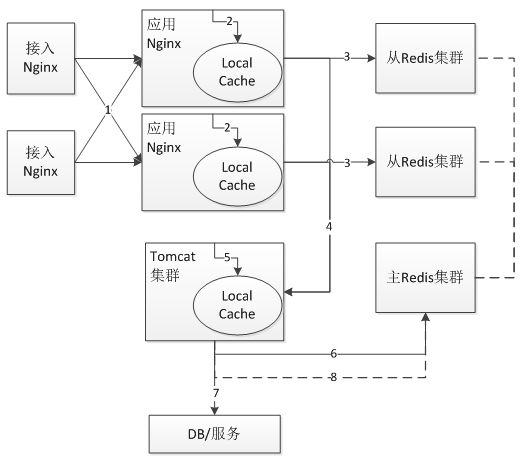 接入
Nginx
应用
Nginx
2
Local
Cache
3
从Redis集群
1
接入
Nginx
应用
Nginx
2
Local
Cache
3
从Redis集群
4
Tomcat
集群
5
Local
Cache
主Redis集群
6
8
7
DB/服务